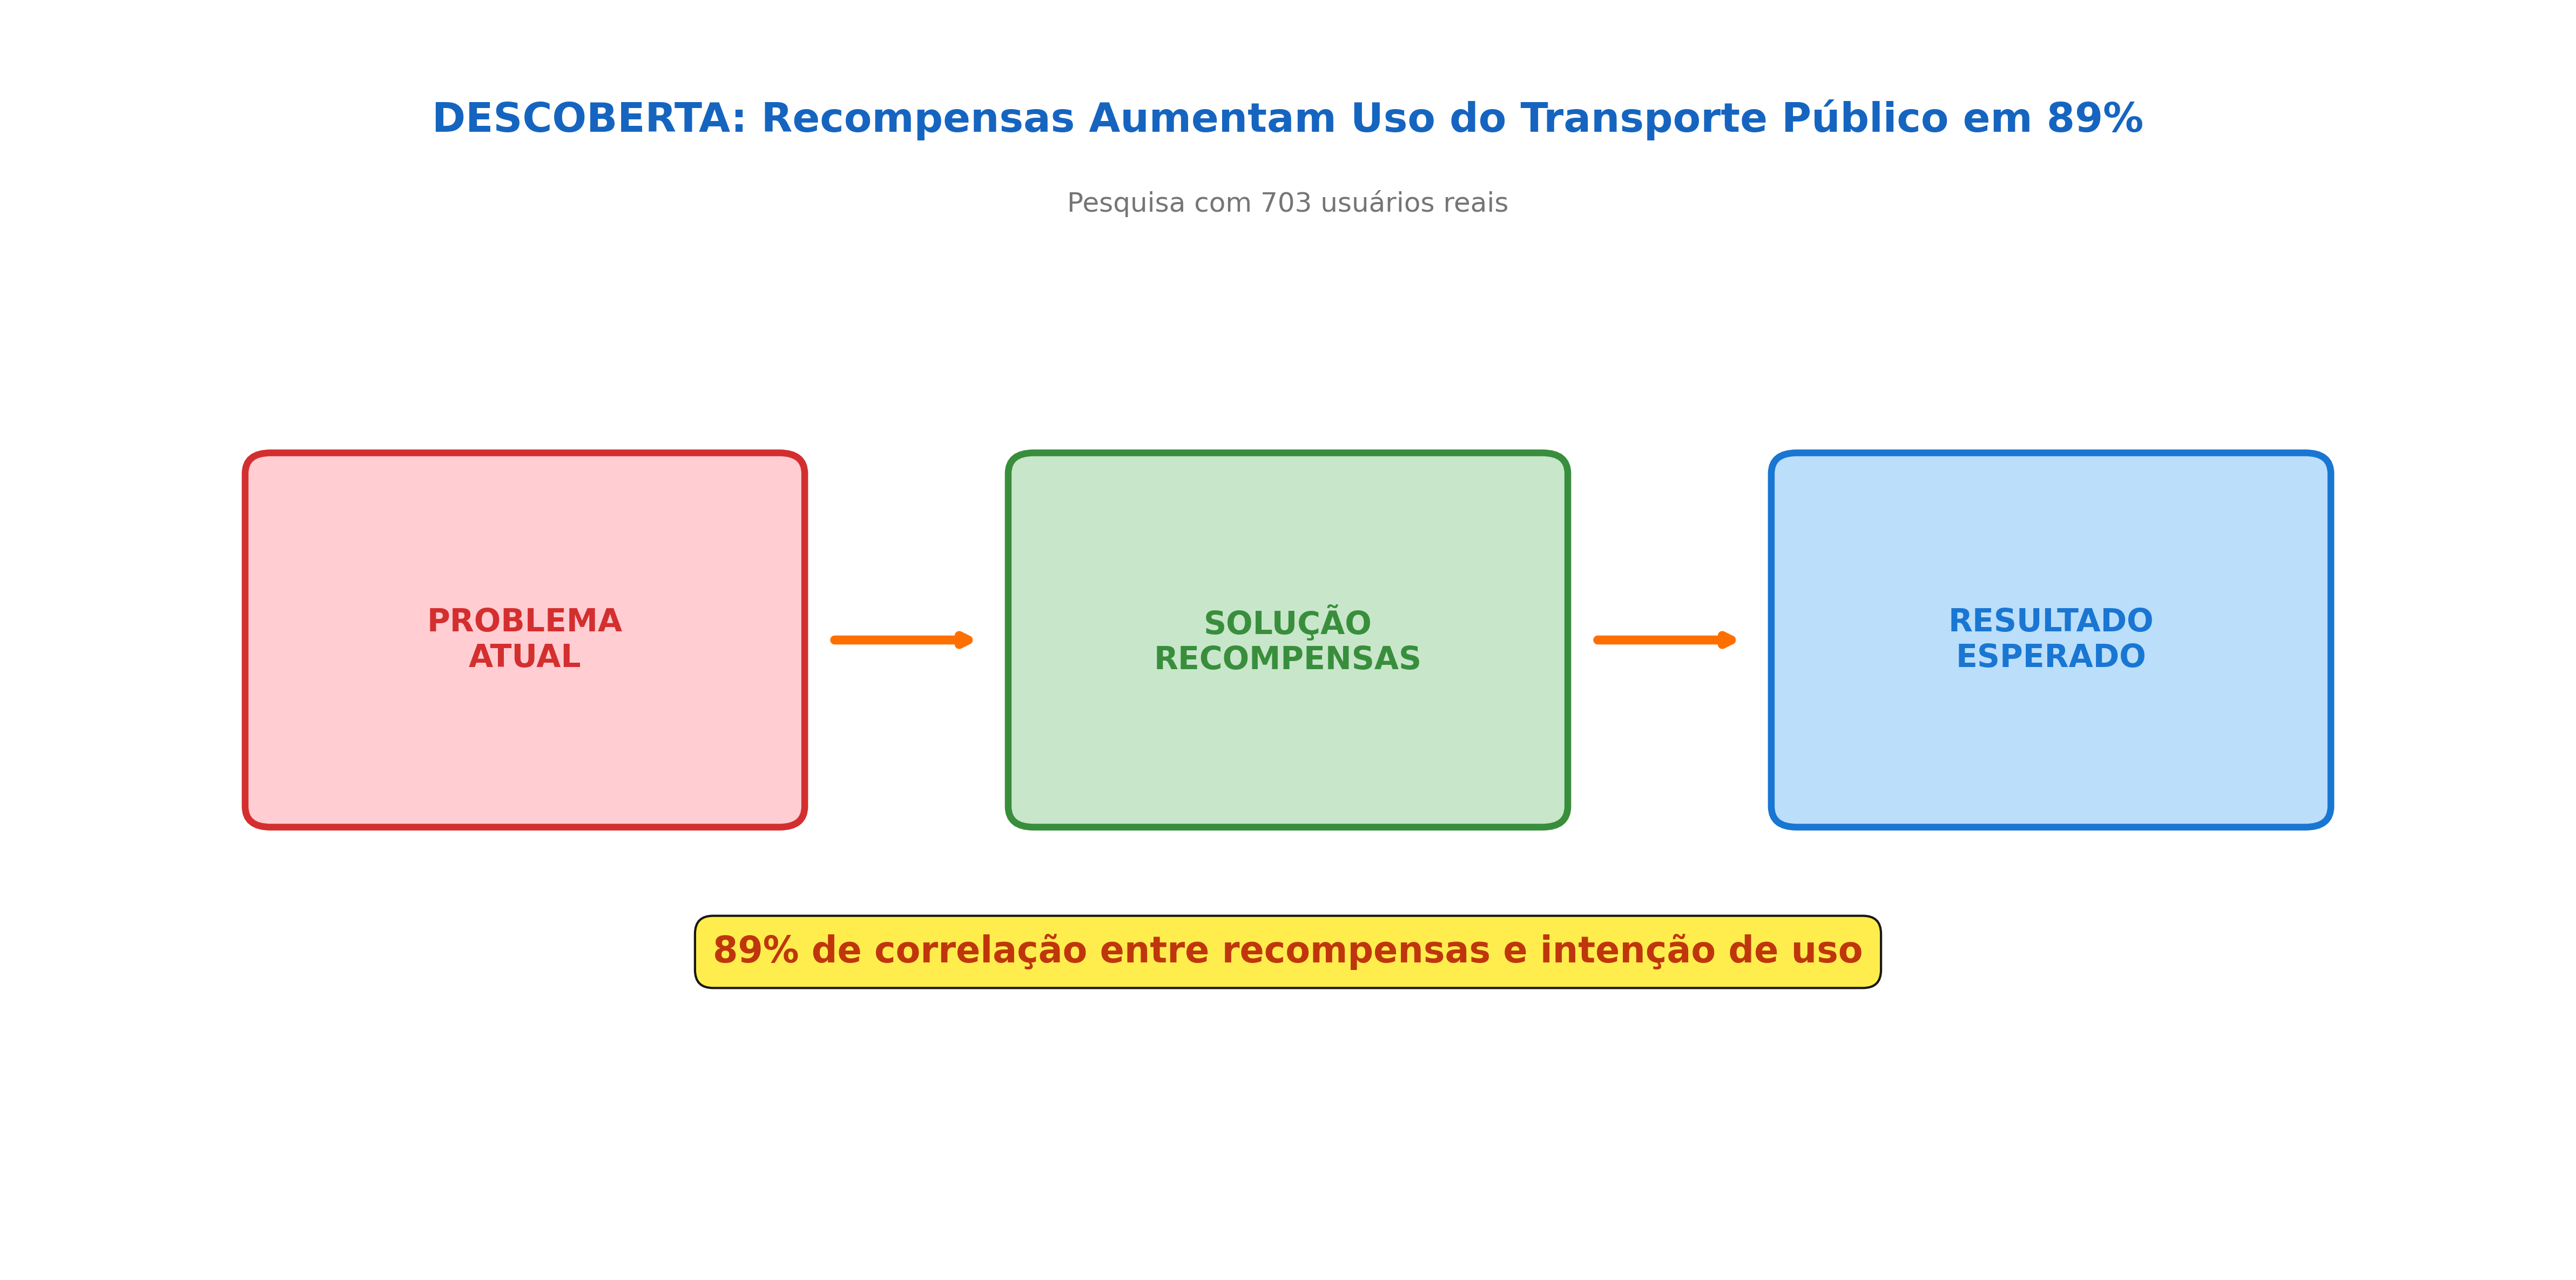 DESCOBERTA: Recompensas Aumentam Uso do Transporte Público em 89%
Pesquisa com 703 usuários reais
PROBLEMA
ATUAL
SOLUÇÃO
RECOMPENSAS
RESULTADO
ESPERADO
89% de correlação entre recompensas e intenção de uso